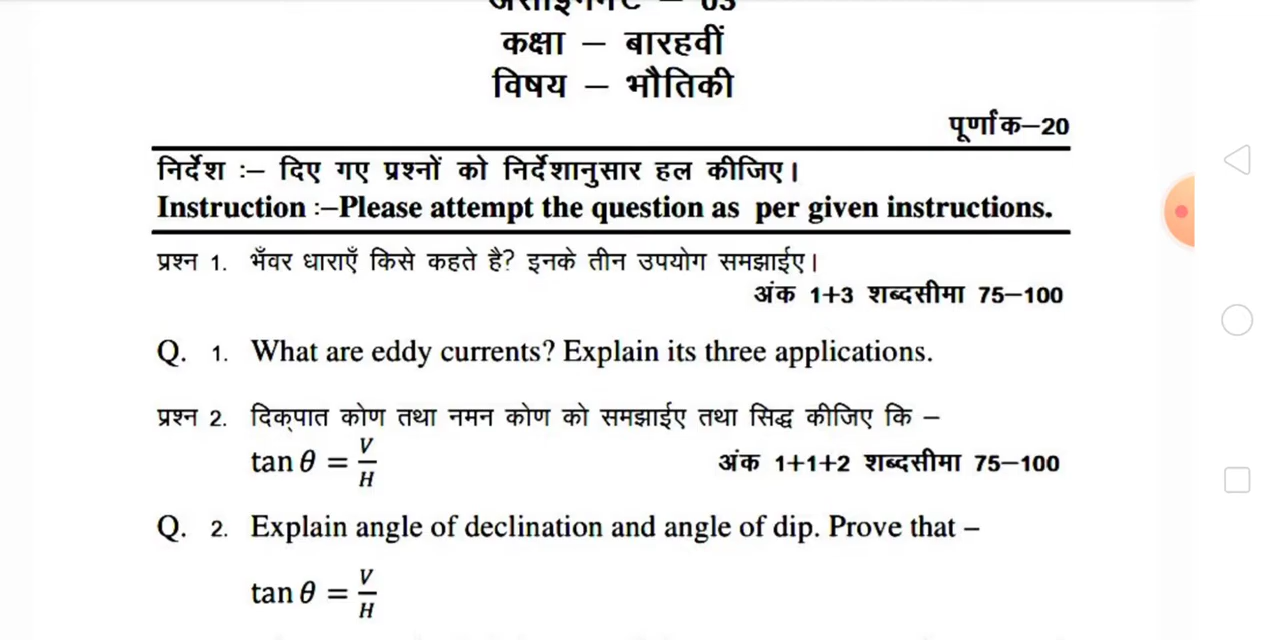 असाइनमेंट – 03
कक्षा – बारहवीं
विषय – भौतिकी
पूर्णांक–20
निर्देश :– दिए गए प्रश्नों को निर्देशानुसार हल कीजिए।
Instruction :–Please attempt the question as per given instructions.
प्रश्न 1. भँवर धाराएँ किसे कहते है? इनके तीन उपयोग समझाईए।
अंक 1+3 शब्दसीमा 75–100
Q. 1. What are eddy currents? Explain its three applications.
प्रश्न 2. दिक्‌पात कोण तथा नमन कोण को समझाईए तथा सिद्ध कीजिए कि –
tan θ = V/H अंक 1+1+2 शब्दसीमा 75–100
Q. 2. Explain angle of declination and angle of dip. Prove that –
tan θ = V/H